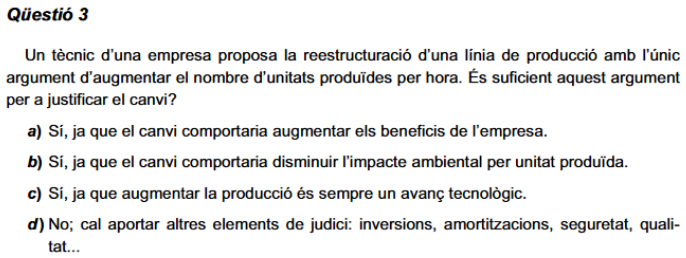 Qüestió 3
Un tècnic d'una empresa proposa la reestructuració d'una línia de producció amb l'únic
argument d'augmentar el nombre d'unitats produïdes per hora. És suficient aquest argument
per a justificar el canvi?
a) Sí, ja que el canvi comportaria augmentar els beneficis de l'empresa.
b) Sí, ja que el canvi comportaria disminuir l'impacte ambiental per unitat produïda.
c) Sí, ja que augmentar la producció és sempre un avanç tecnològic.
d) No; cal aportar altres elements de judici: inversions, amortitzacions, seguretat, quali-
tat...